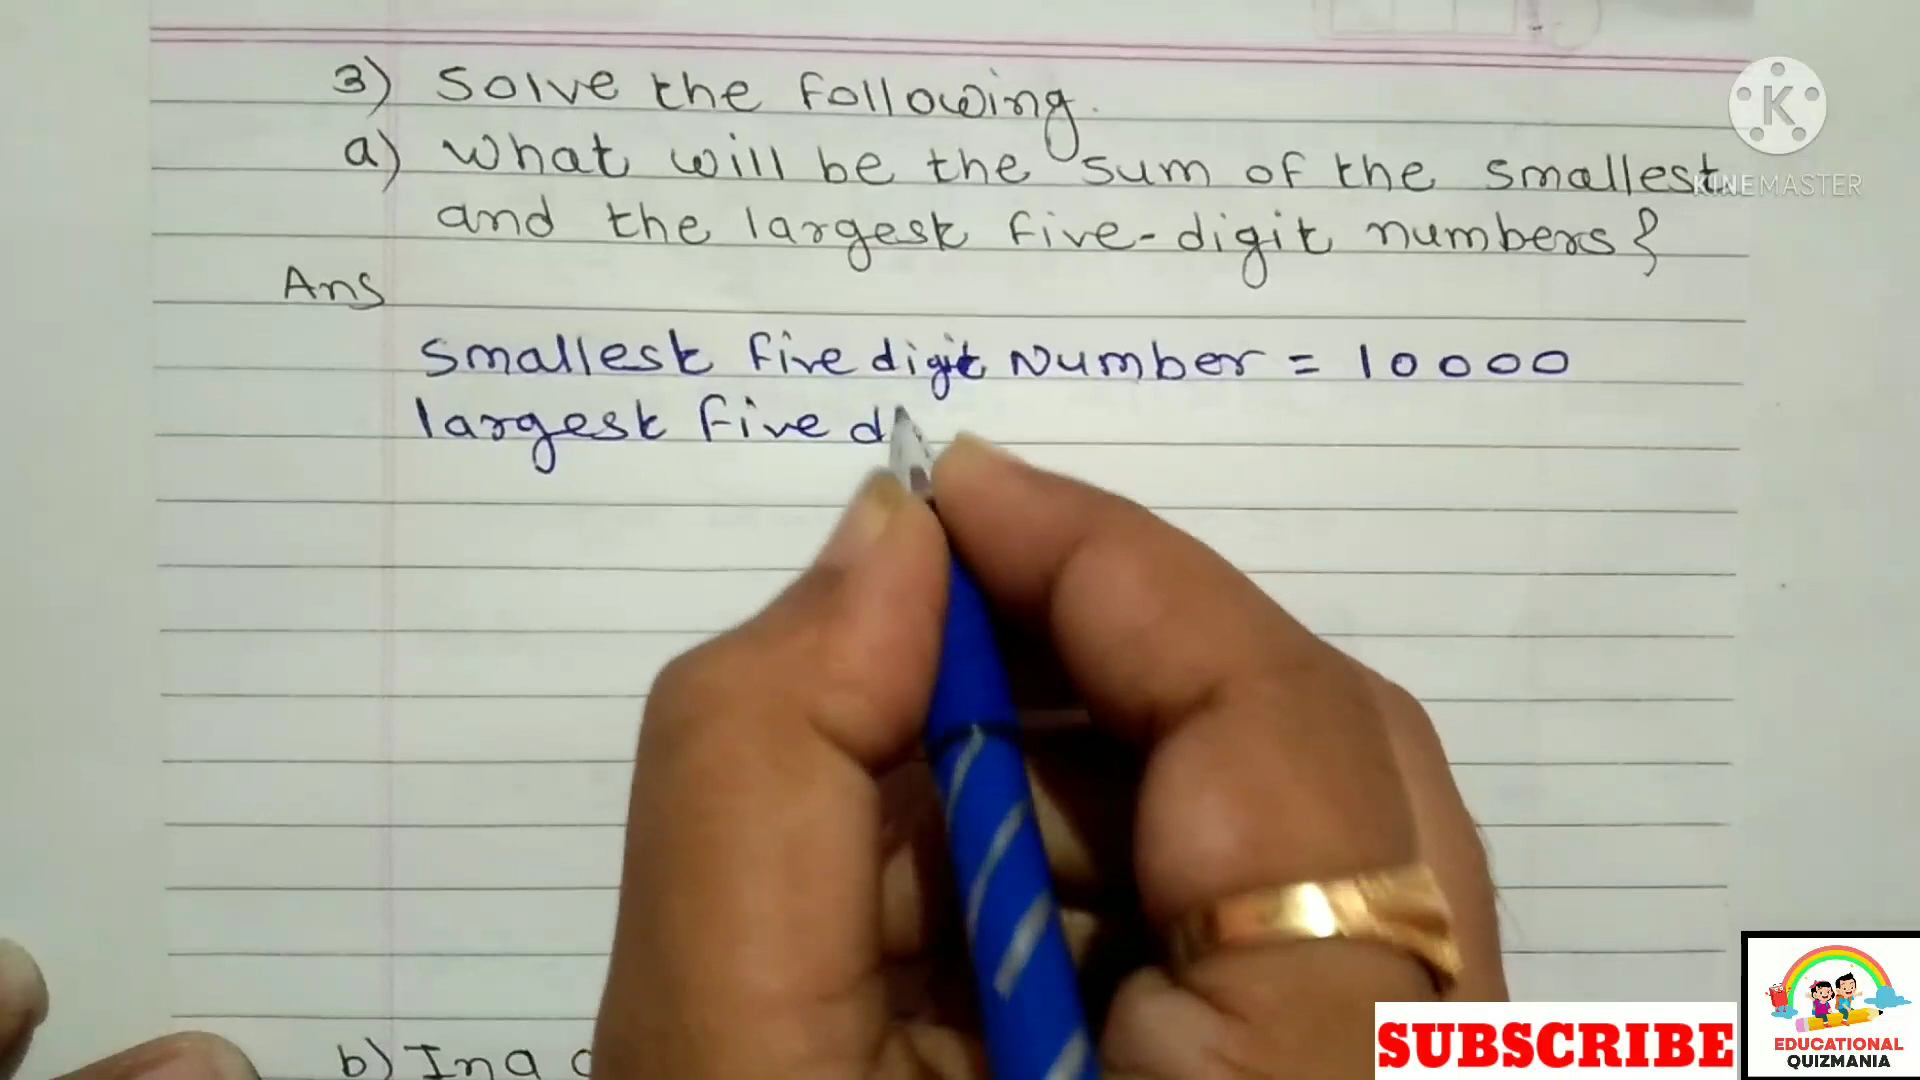 3) Solve the following.
a) What will be the sum of the smallest
and the largest five-digit numbers?
Ans
Smallest five digit Number = 10000
largest five d
b) In a
K
KINEMASTER
SUBSCRIBE
EDUCATIONAL
QUIZMANIA